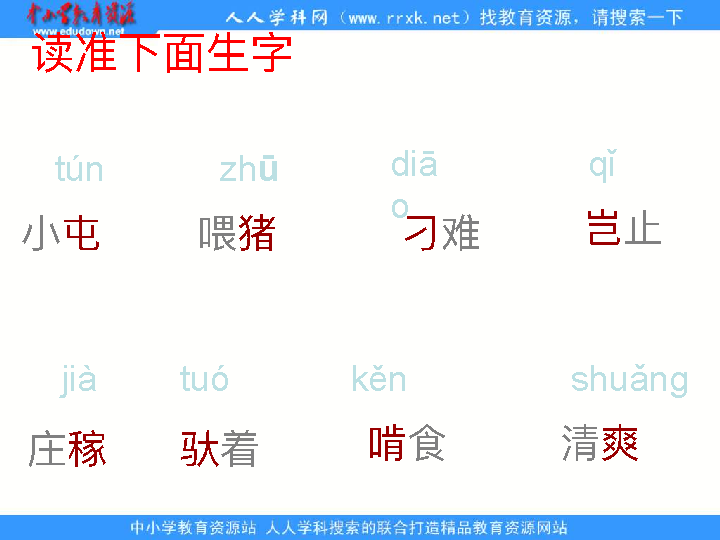 中小学教育资源
www.edudown.net
人人学科网（www.rrxk.net）找教育资源，请搜索一下
读准下面生字
tún zhū diāo qǐ
小屯 喂猪 刁难 岂止
jià tuó kěn shuǎng
庄稼 驮着 啃食 清爽
中小学教育资源站 人人学科搜索的联合打造精品教育资源网站